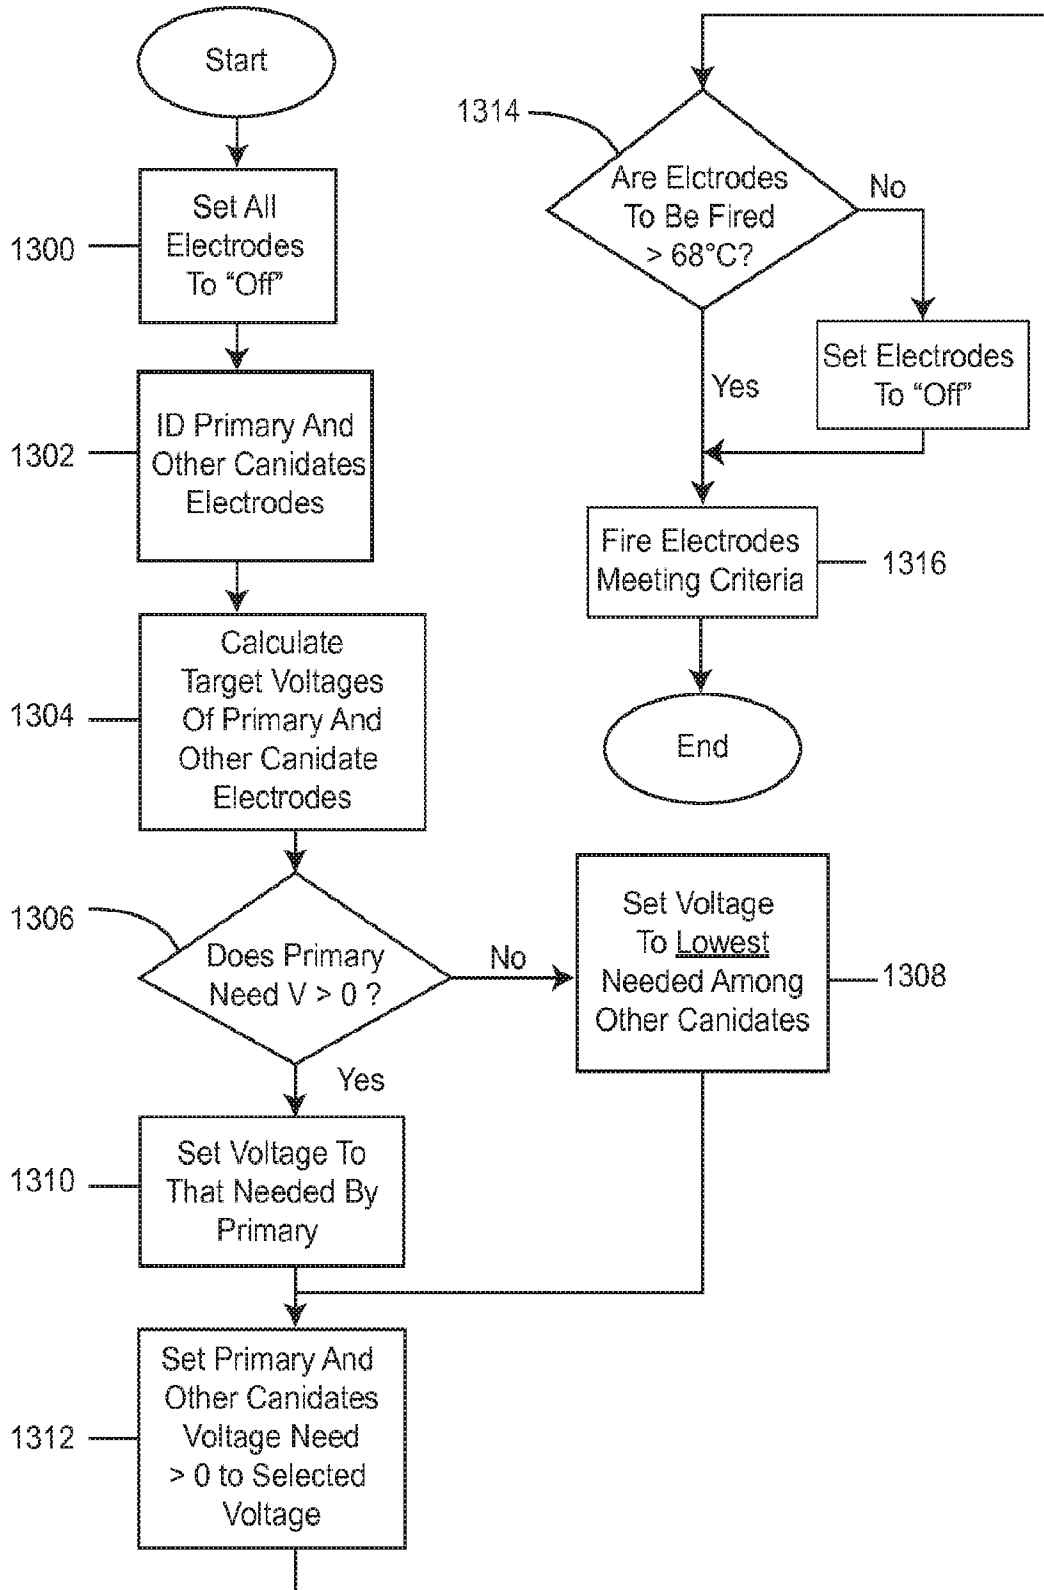 Start
1300
Set All
Electrodes
To “Off”
1302
ID Primary And
Other Canidates
Electrodes
1304
Calculate
Target Voltages
Of Primary And
Other Canidate
Electrodes
1306
Does Primary
Need V > 0 ?
No
Yes
Set Voltage
To Lowest
Needed Among
Other Canidates
1308
1310
Set Voltage To
That Needed By
Primary
1312
Set Primary And
Other Canidates
Voltage Need
> 0 to Selected
Voltage
1314
Are Elctrodes
To Be Fired
> 68°C?
No
Yes
Set Electrodes
To “Off”
Fire Electrodes
Meeting Criteria
1316
End